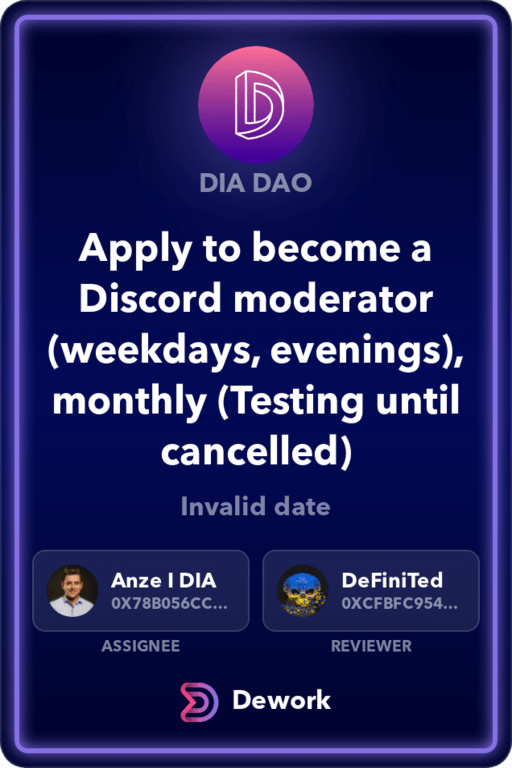 DIA DAO
Apply to become a
Discord moderator
(weekdays, evenings),
monthly (Testing until
cancelled)
Invalid date
Anze I DIA
0X78B056CC...
ASSIGNEE
DeFiniTed
0XCFBFC954...
REVIEWER
Dework